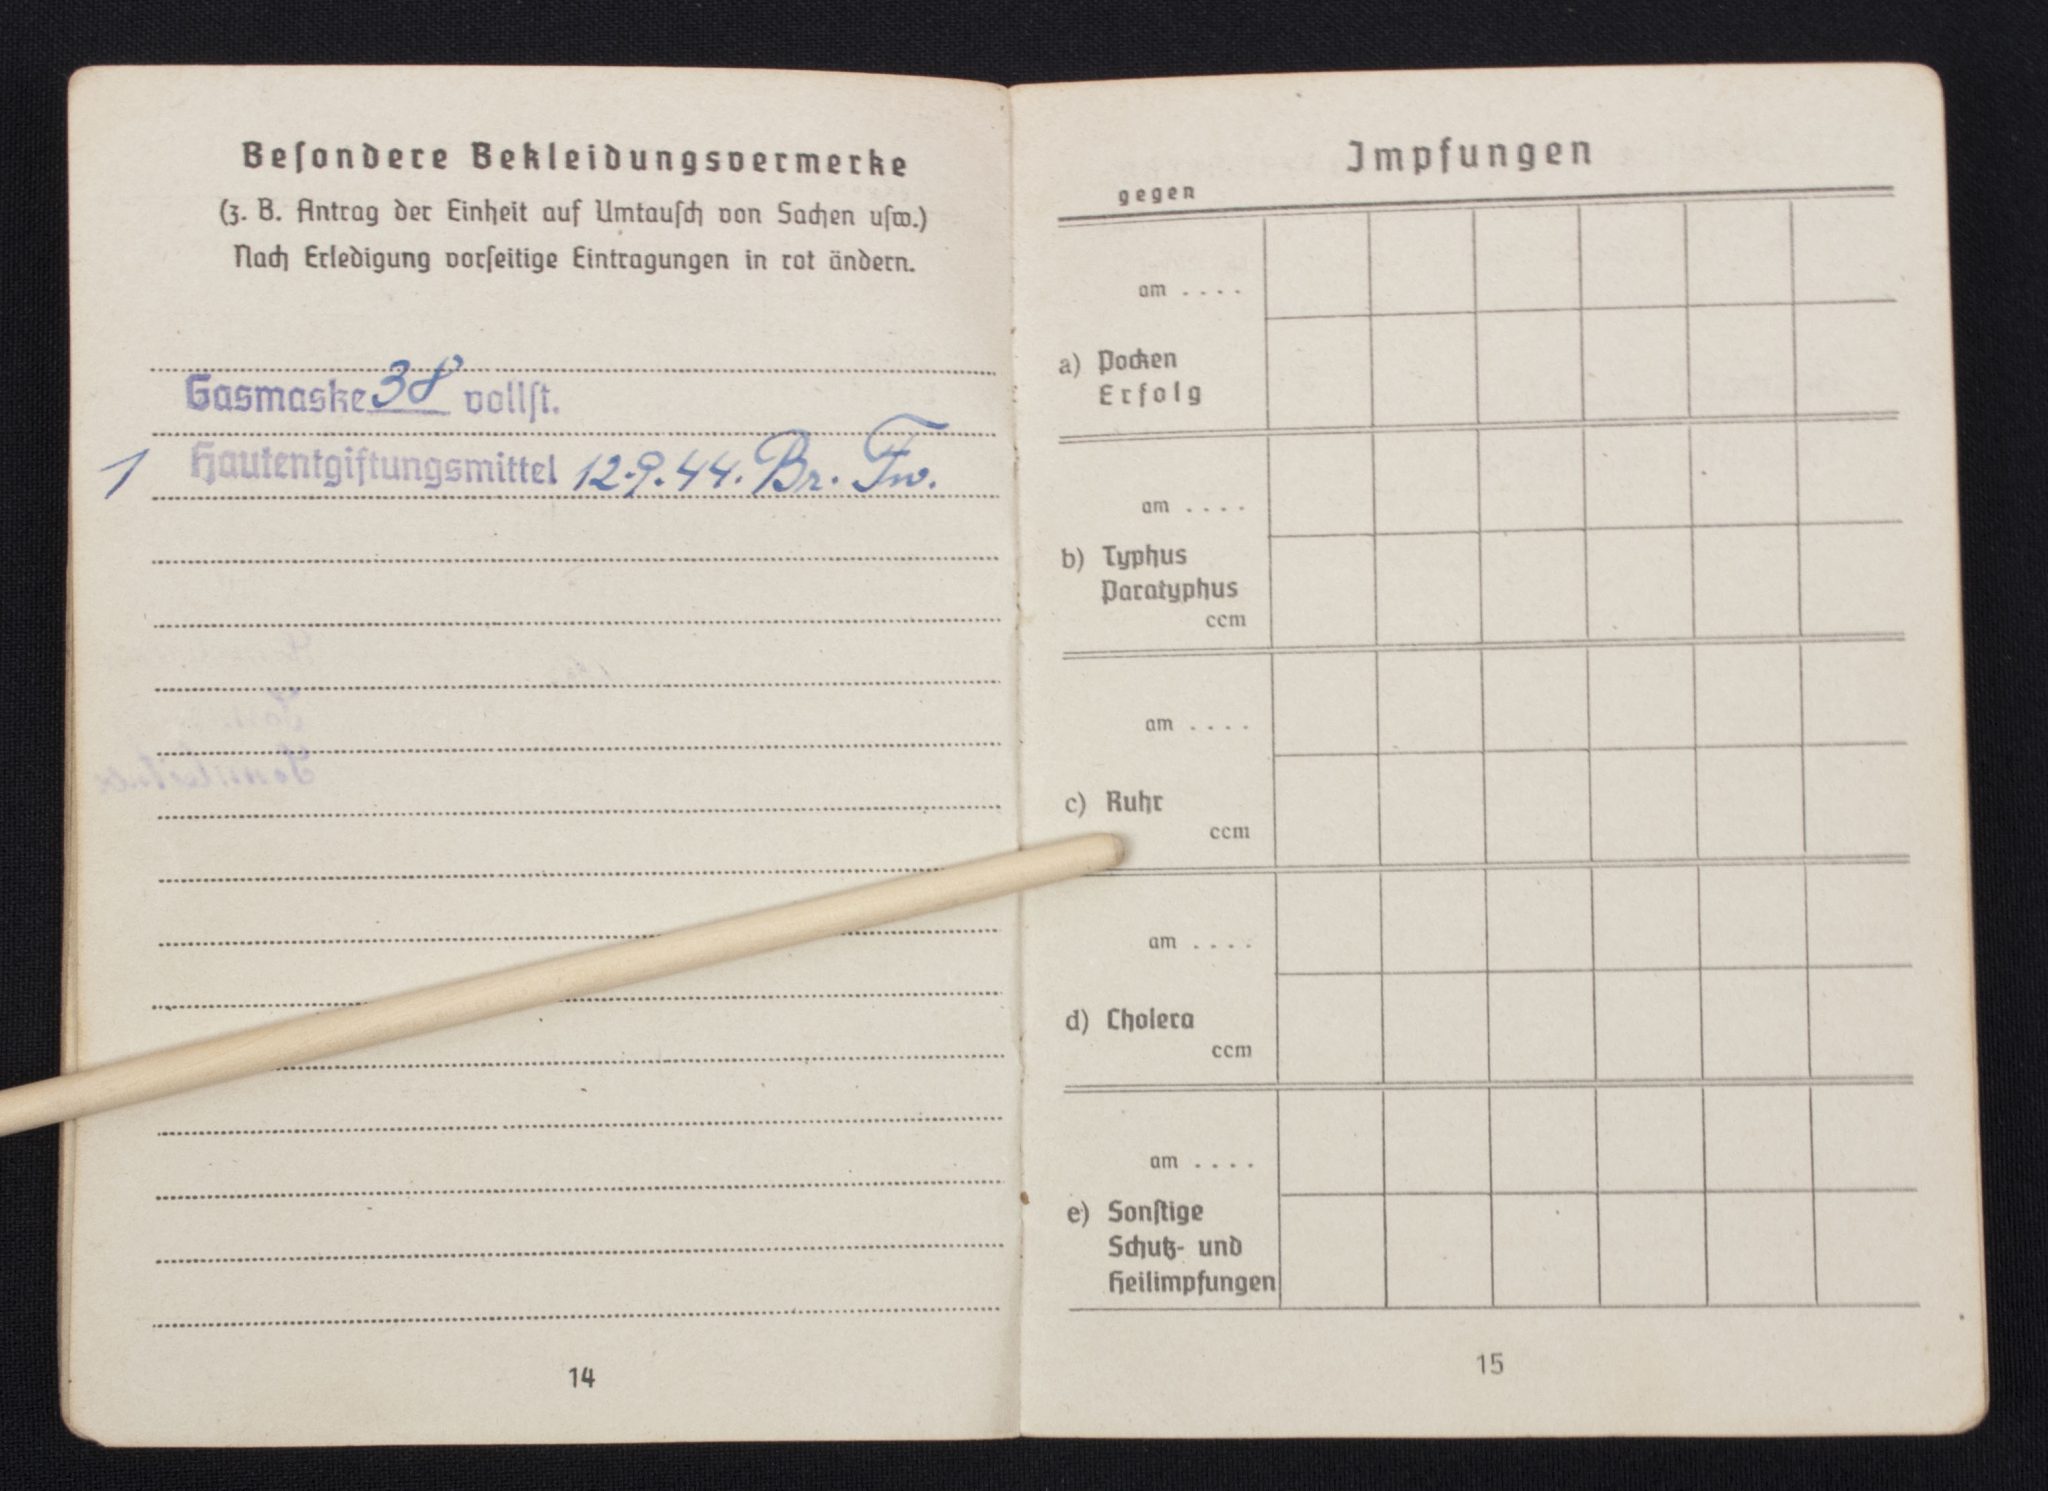 Besondere Bekleidungsvermerke
(z. B. Antrag der Einheit auf Umtausch von Sachen usw.)
Nach Erledigung vorseitige Eintragungen in rot ändern.
Gasmaske 38 vollst.
1 Hautentgiftungsmittel 12.9.44. Br. Fw.
14
Impfungen
gegen
am . . . .
a) Pocken
Erfolg
am . . . .
b) Typhus
Paratyphus
ccm
am . . . .
c) Ruhr
ccm
am . . . .
d) Cholera
ccm
am . . . .
e) Sonstige
Schutz- und
Heilimpfungen
15